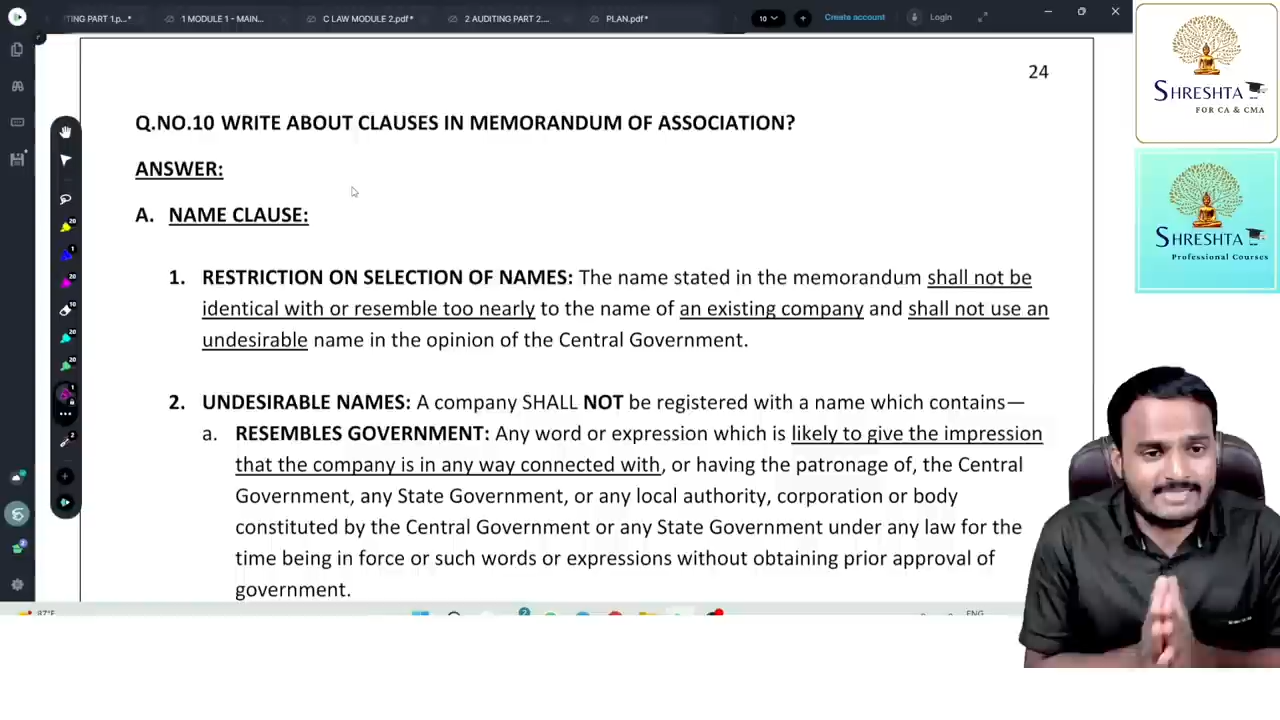 TING PART 1.p...*
1 MODULE 1 - MAIN...
C LAW MODULE 2.pdf*
2 AUDITING PART 2....
PLAN.pdf*
10
Create account
Login
24
Q.NO.10 WRITE ABOUT CLAUSES IN MEMORANDUM OF ASSOCIATION?
ANSWER:
A. NAME CLAUSE:
1. RESTRICTION ON SELECTION OF NAMES: The name stated in the memorandum shall not be
identical with or resemble too nearly to the name of an existing company and shall not use an
undesirable name in the opinion of the Central Government.
2. UNDESIRABLE NAMES: A company SHALL NOT be registered with a name which contains—
a. RESEMBLES GOVERNMENT: Any word or expression which is likely to give the impression
that the company is in any way connected with, or having the patronage of, the Central
Government, any State Government, or any local authority, corporation or body
constituted by the Central Government or any State Government under any law for the
time being in force or such words or expressions without obtaining prior approval of
government.
SHRESHTA
FOR CA & CMA
SHRESHTA
Professional Courses